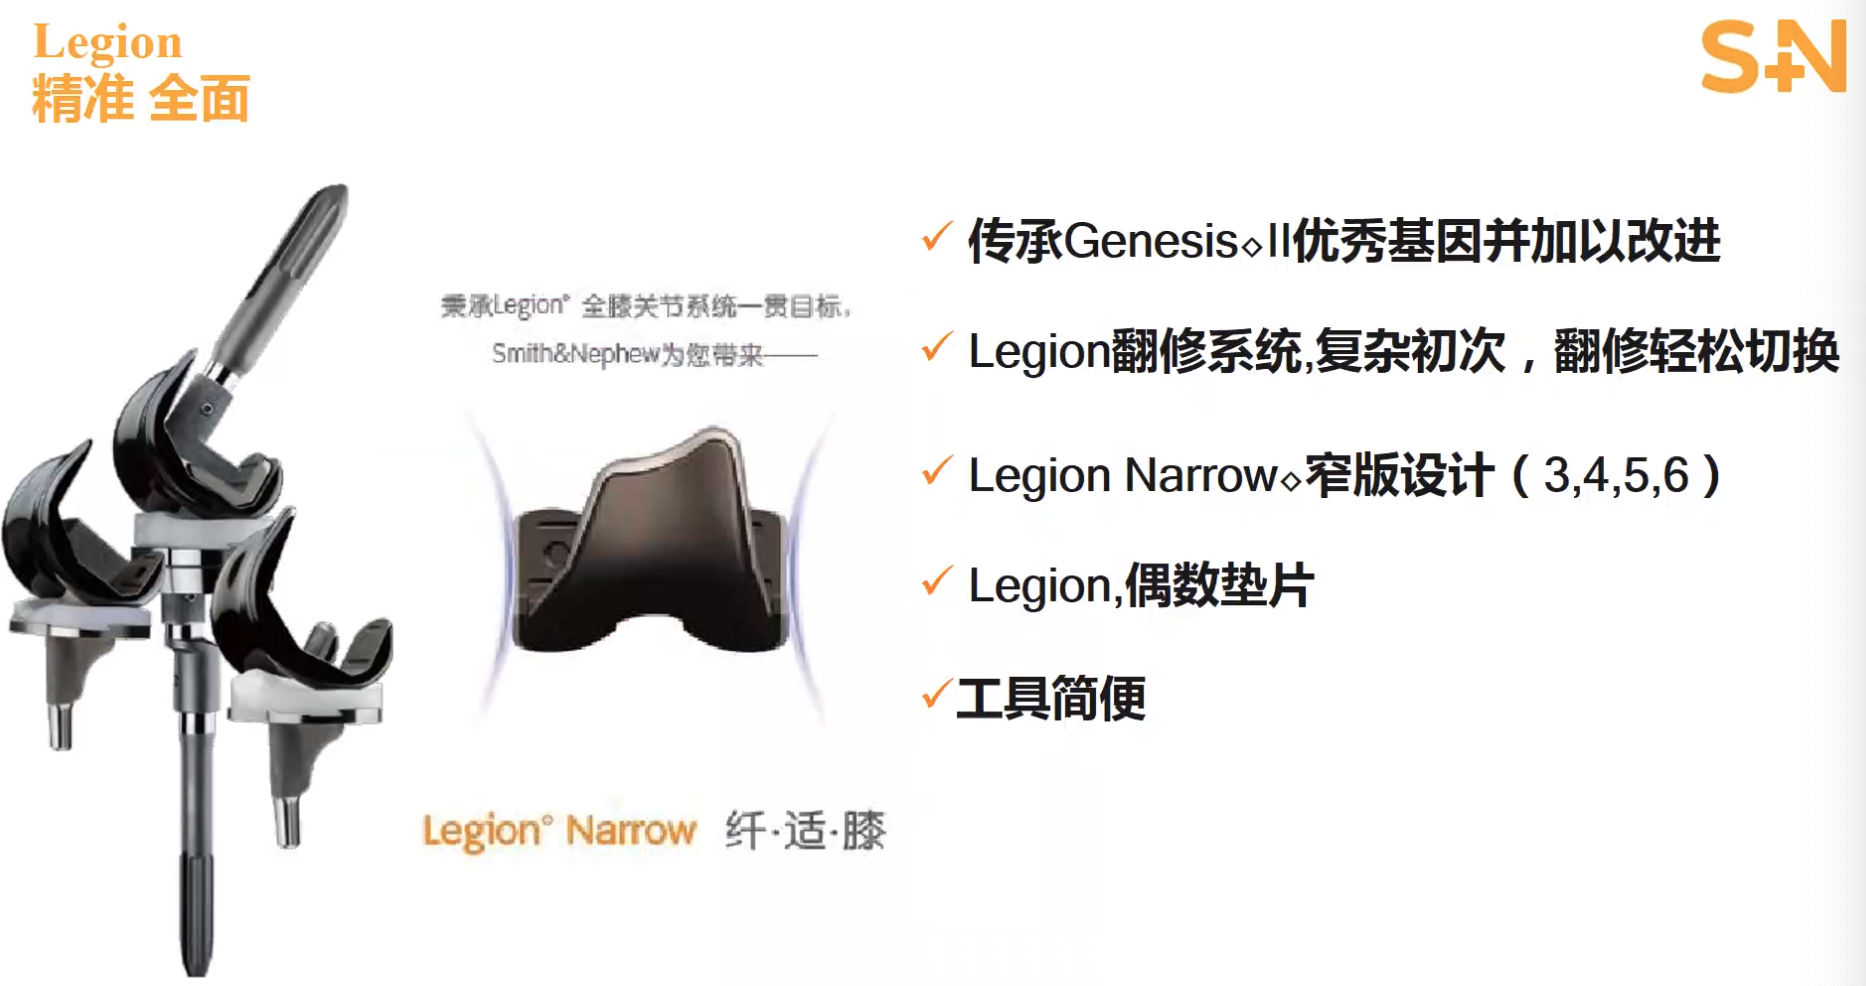 Legion
精准 全面
S+N
秉承Legion° 全膝关节系统一贯目标，
Smith&Nephew为您带来——
Legion° Narrow 纤·适·膝
✓ 传承Genesis◇II优秀基因并加以改进
✓ Legion翻修系统,复杂初次，翻修轻松切换
✓ Legion Narrow◇窄版设计（3,4,5,6）
✓ Legion,偶数垫片
✓工具简便